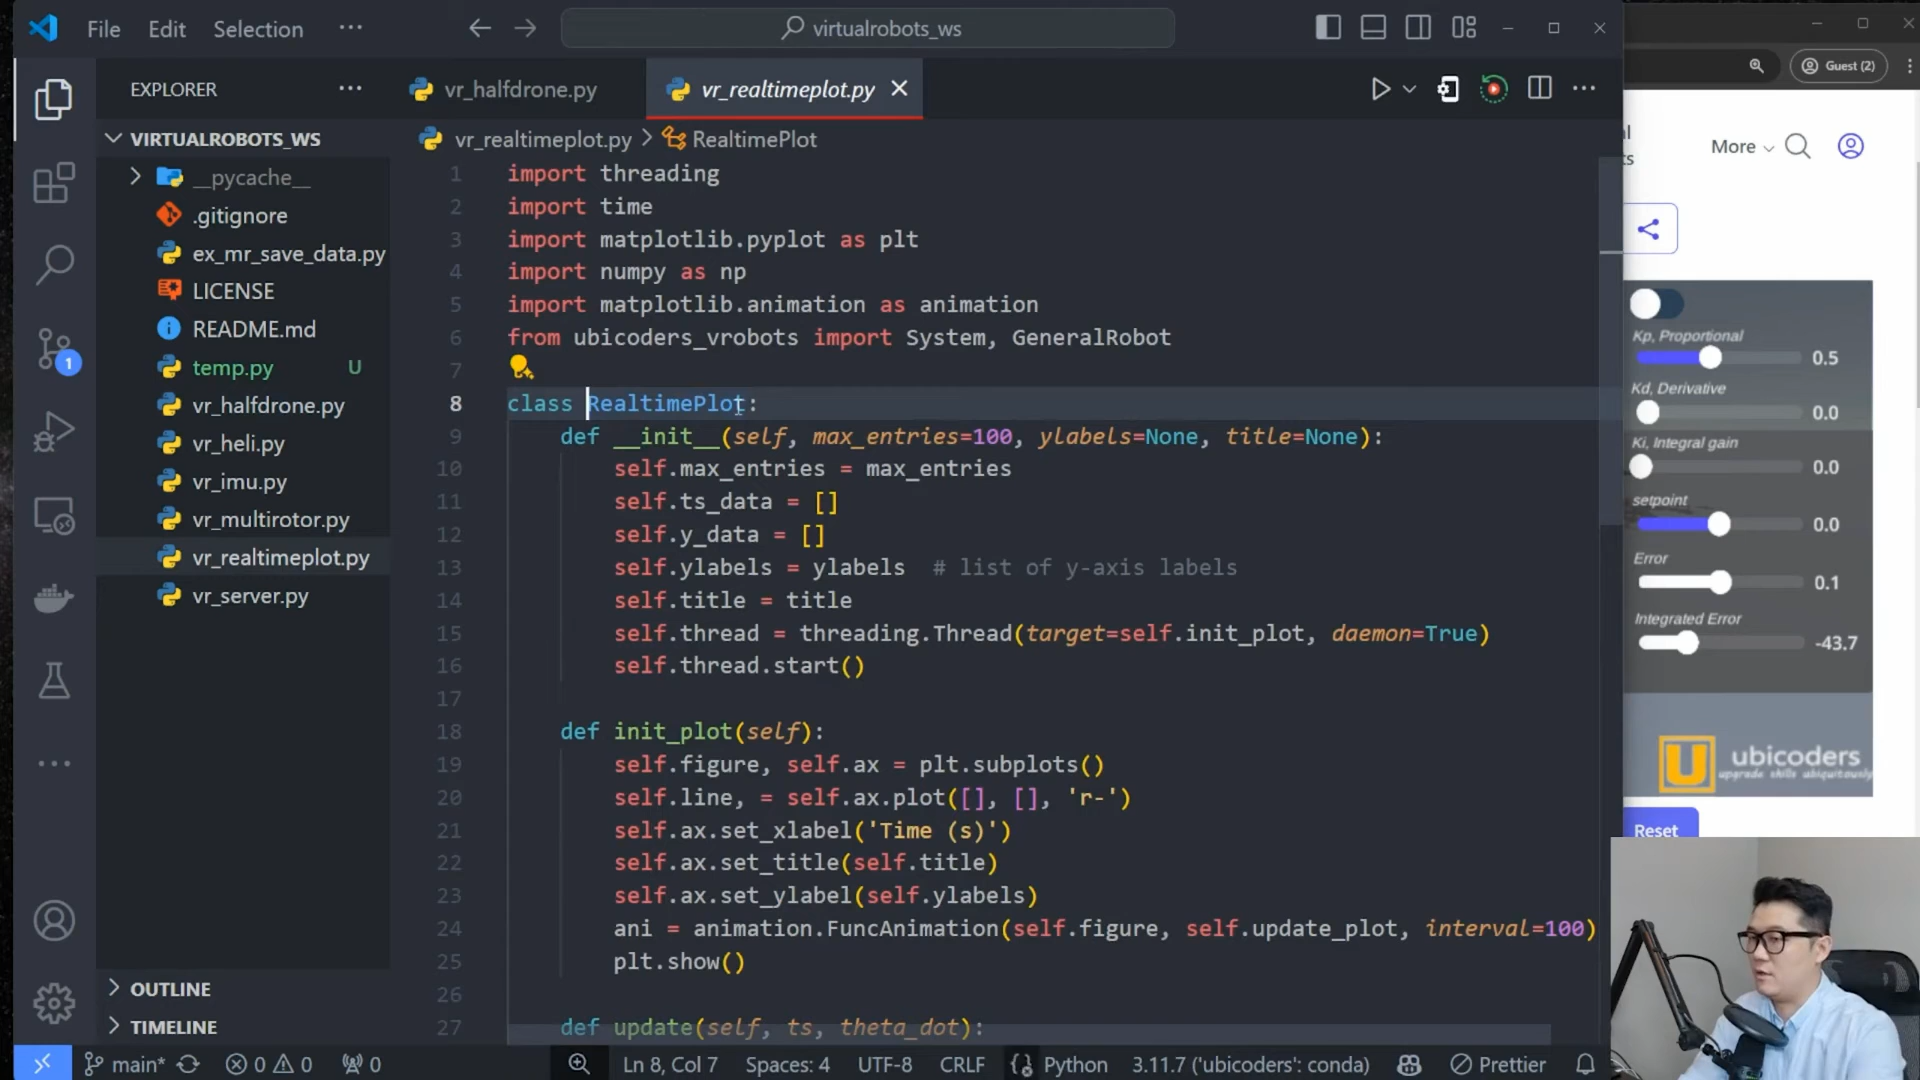 File Edit Selection ···
virtualrobots_ws
EXPLORER ···
vr_halfdrone.py
vr_realtimeplot.py
VIRTUALROBOTS_WS
vr_realtimeplot.py > RealtimePlot
__pycache__
.gitignore
ex_mr_save_data.py
LICENSE
README.md
temp.py U
vr_halfdrone.py
vr_heli.py
vr_imu.py
vr_multirotor.py
vr_realtimeplot.py
vr_server.py
OUTLINE
TIMELINE
1
1 import threading
2 import time
3 import matplotlib.pyplot as plt
4 import numpy as np
5 import matplotlib.animation as animation
6 from ubicoders_vrobots import System, GeneralRobot
7
8 class RealtimePlot:
9 def __init__(self, max_entries=100, ylabels=None, title=None):
10 self.max_entries = max_entries
11 self.ts_data = []
12 self.y_data = []
13 self.ylabels = ylabels # list of y-axis labels
14 self.title = title
15 self.thread = threading.Thread(target=self.init_plot, daemon=True)
16 self.thread.start()
17
18 def init_plot(self):
19 self.figure, self.ax = plt.subplots()
20 self.line, = self.ax.plot([], [], 'r-')
21 self.ax.set_xlabel('Time (s)')
22 self.ax.set_title(self.title)
23 self.ax.set_ylabel(self.ylabels)
24 ani = animation.FuncAnimation(self.figure, self.update_plot, interval=100)
25 plt.show()
26
27 def update(self, ts, theta_dot):
main* 0 0 0
Ln 8, Col 7 Spaces: 4 UTF-8 CRLF Python 3.11.7 ('ubicoders': conda) Prettier
Guest (2)
More
Kp, Proportional
0.5
Kd, Derivative
0.0
Ki, Integral gain
0.0
setpoint
0.0
Error
0.1
Integrated Error
-43.7
ubicoders
upgrade skills ubiquitously
Reset